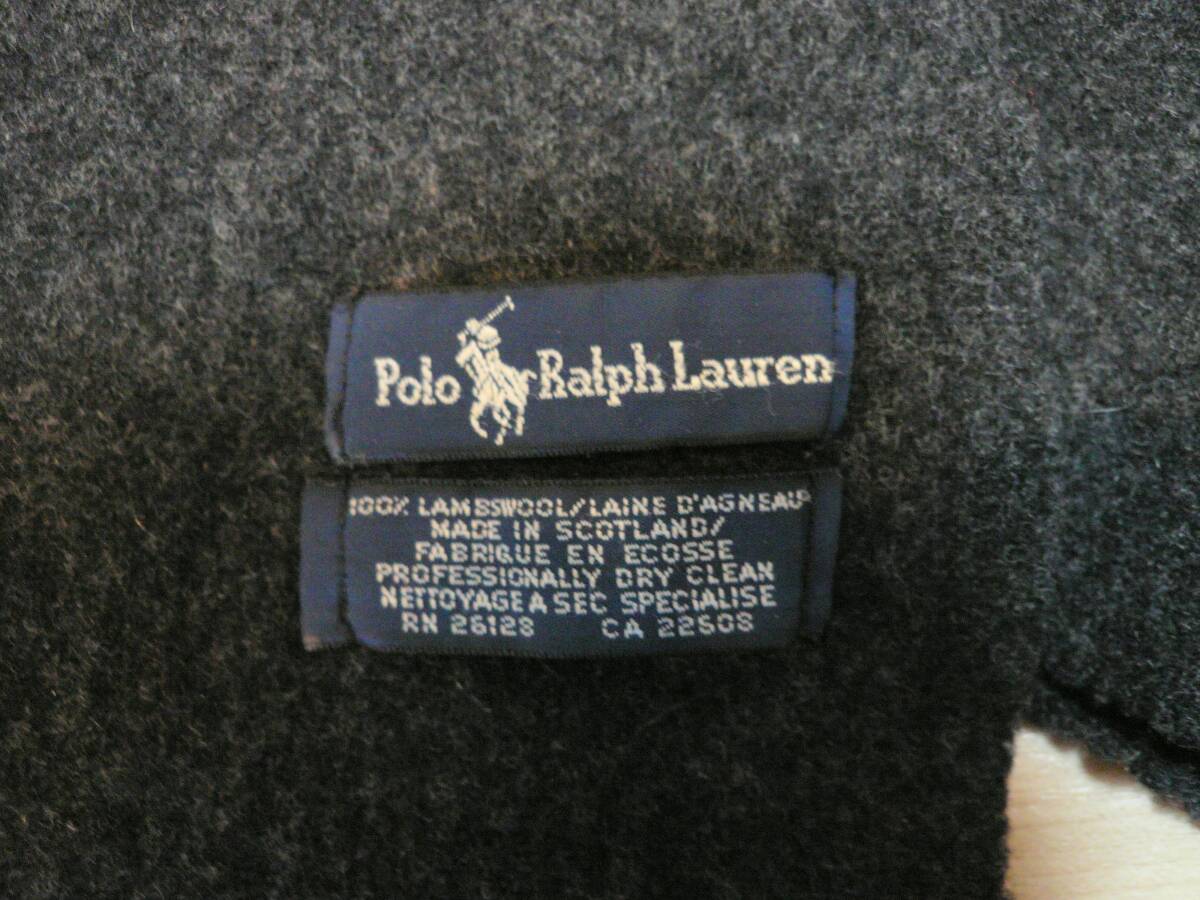 Polo Ralph Lauren
100% LAMBSWOOL/LAINE D'AGNEAU
MADE IN SCOTLAND/
FABRIQUE EN ECOSSE
PROFESSIONALLY DRY CLEAN
NETTOYAGE A SEC SPECIALISE
RN 26128 CA 22508